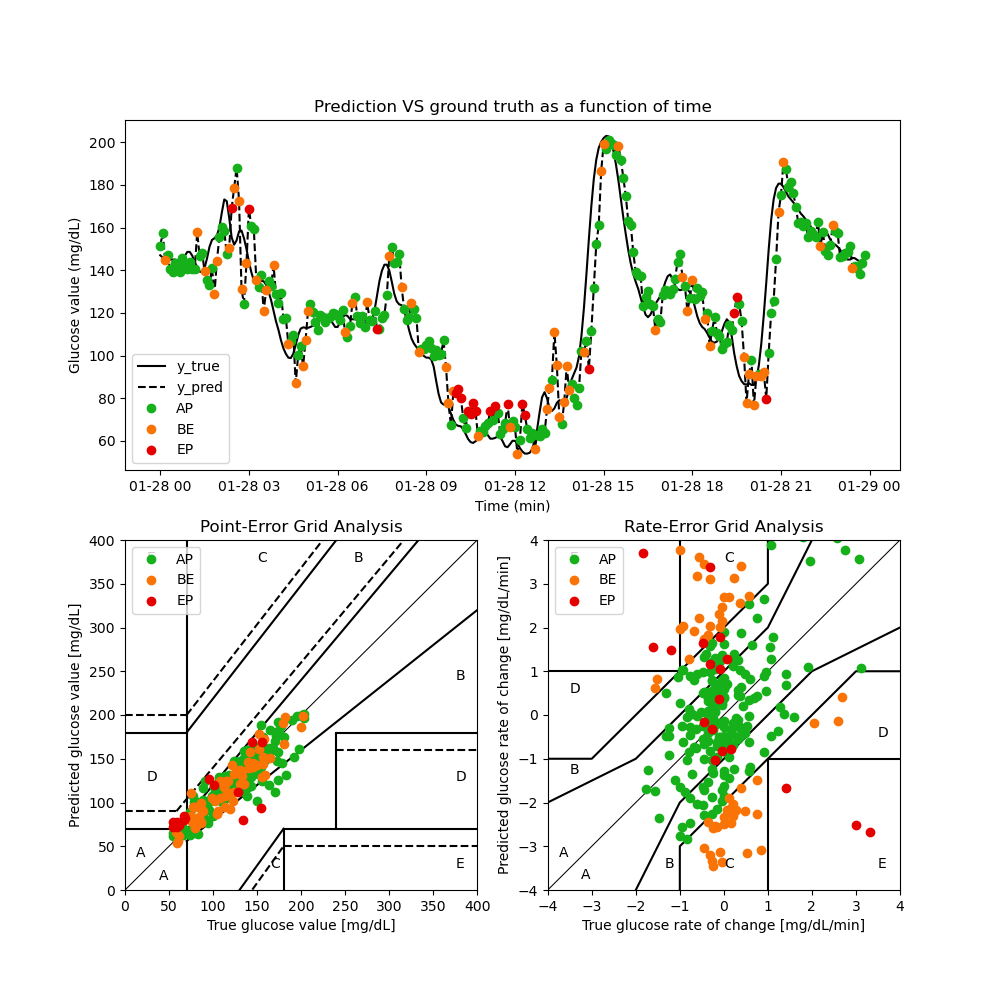 Prediction VS ground truth as a function of time
Glucose value (mg/dL)
200
180
160
140
120
100
80
60
y_true
y_pred
AP
BE
EP
01-28 00 01-28 03 01-28 06 01-28 09 01-28 12 01-28 15 01-28 18 01-28 21 01-29 00
Time (min)
Point-Error Grid Analysis
Predicted glucose value [mg/dL]
400
350
300
250
200
150
100
50
0
AP
BE
EP
C
B
B
D
D
A
A
C
E
0 50 100 150 200 250 300 350 400
True glucose value [mg/dL]
Rate-Error Grid Analysis
Predicted glucose rate of change [mg/dL/min]
4
3
2
1
0
−1
−2
−3
−4
AP
BE
EP
C
D
D
B
A
A
B
C
E
−4 −3 −2 −1 0 1 2 3 4
True glucose rate of change [mg/dL/min]